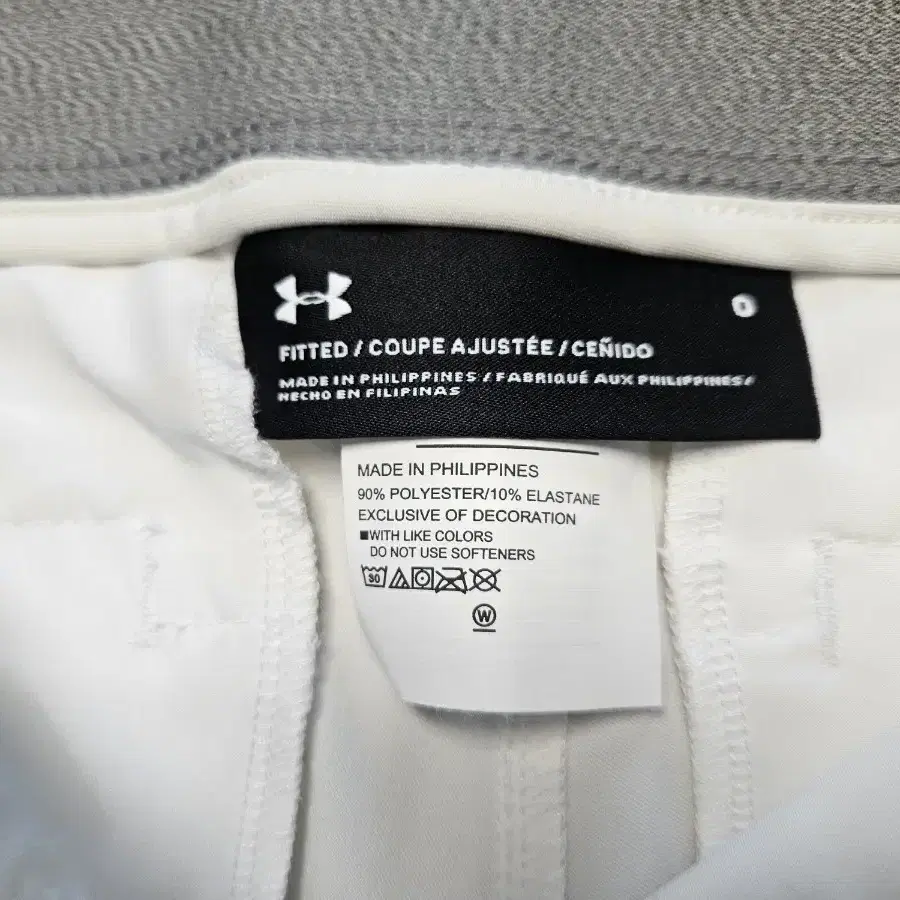 0
FITTED / COUPE AJUSTÉE / CEÑIDO
MADE IN PHILIPPINES / FABRIQUÉ AUX PHILIPPINES /
HECHO EN FILIPINAS
MADE IN PHILIPPINES
90% POLYESTER/10% ELASTANE
EXCLUSIVE OF DECORATION
■WITH LIKE COLORS
DO NOT USE SOFTENERS
30
W